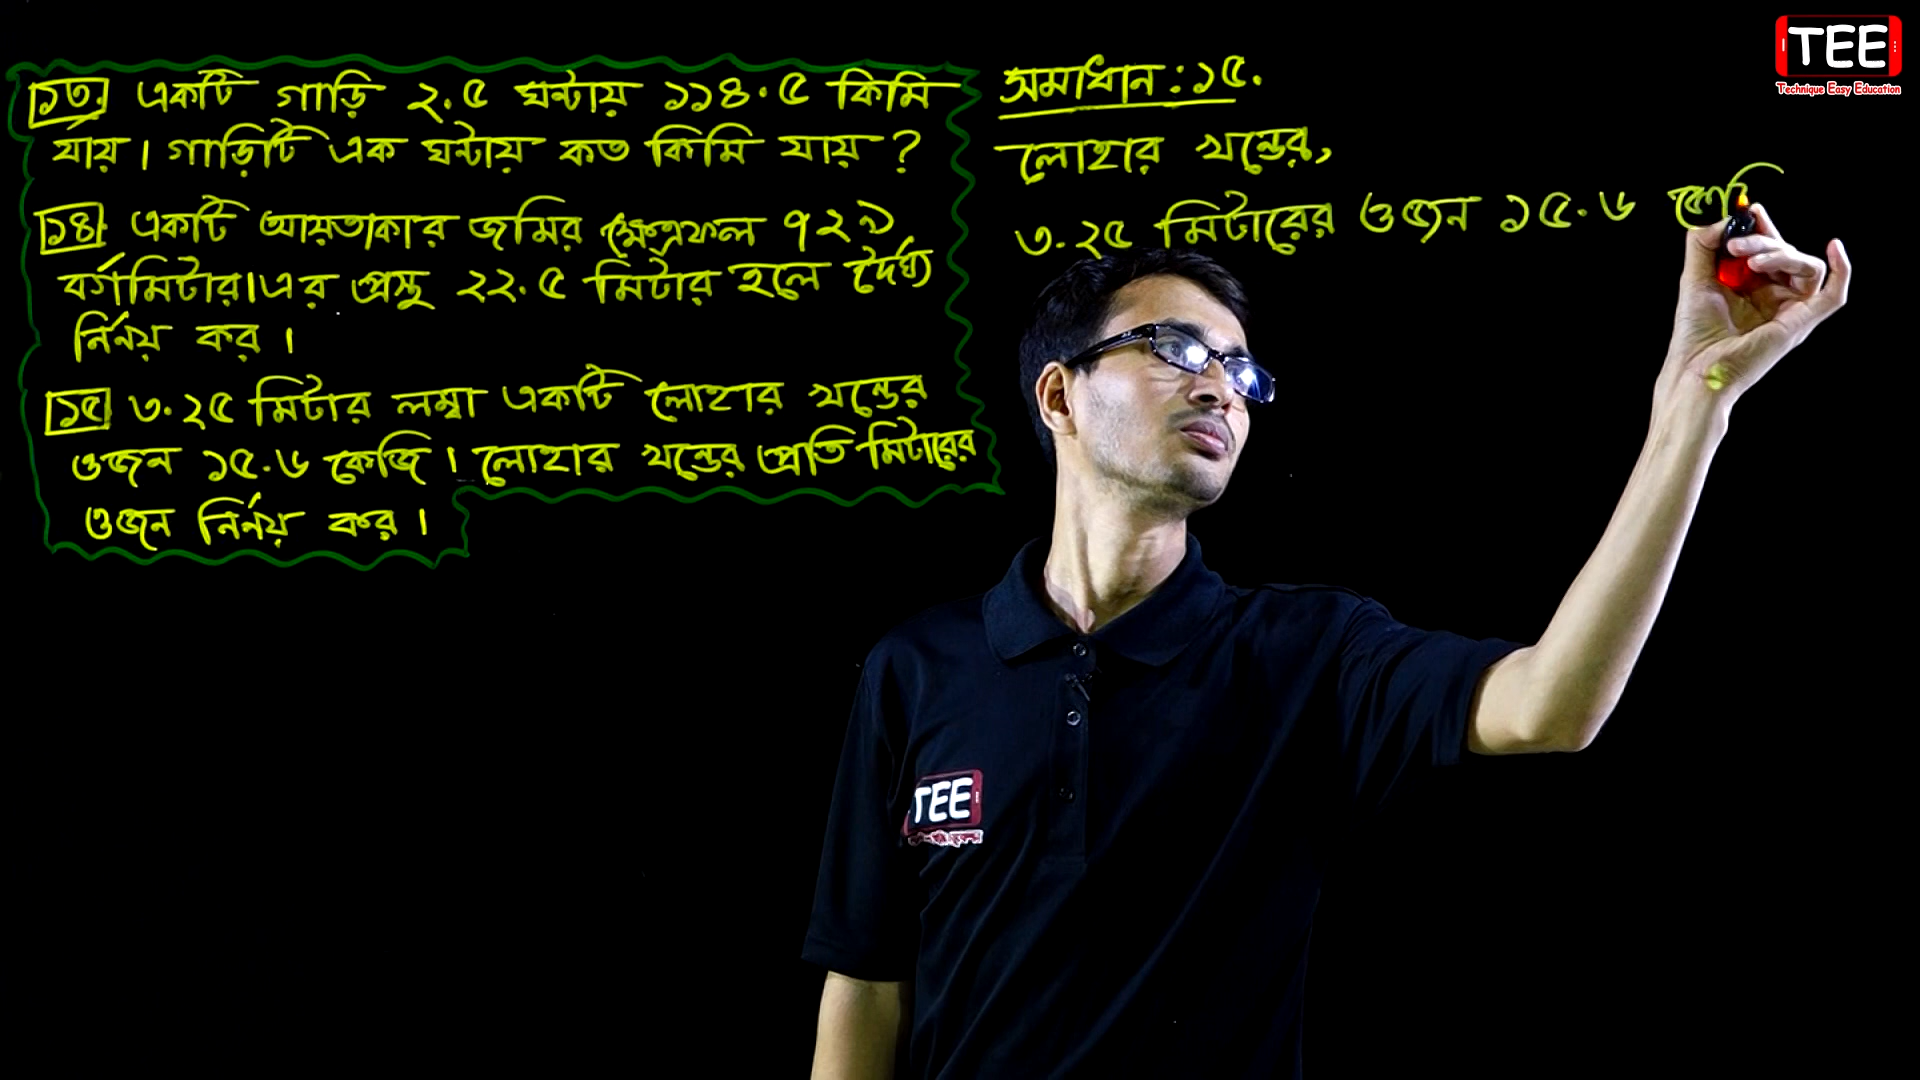 ১৩. একটি গাড়ি ২.৫ ঘন্টায় ১১৪.৫ কিমি
যায়। গাড়িটি এক ঘন্টায় কত কিমি যায়?
১৪. একটি আয়তাকার জমির ক্ষেত্রফল ৭২৯
বর্গমিটার। এর প্রস্থ ২২.৫ মিটার হলে দৈর্ঘ্য
নির্নয় কর।
১৫ ৩.২৫ মিটার লম্বা একটি লোহার খন্ডের
ওজন ১৫.৬ কেজি। লোহার খন্ডের প্রতি মিটারের
ওজন নির্নয় কর।
সমাধান: ১৫.
লোহার খন্ডের,
৩.২৫ মিটারের ওজন ১৫.৬
TEE
Technique Easy Education
TEE